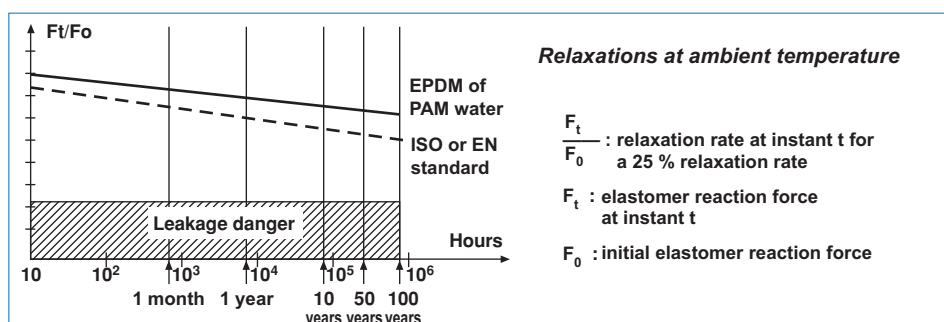 Ft/Fo
EPDM of
PAM water
ISO or EN
standard
Leakage danger
Hours
10 10² 10³ 10⁴ 10⁵ 10⁶
1 month 1 year 10 50 100
years years years
Relaxations at ambient temperature
Fₜ
F₀ : relaxation rate at instant t for
a 25 % relaxation rate
Fₜ : elastomer reaction force
at instant t
F₀ : initial elastomer reaction force